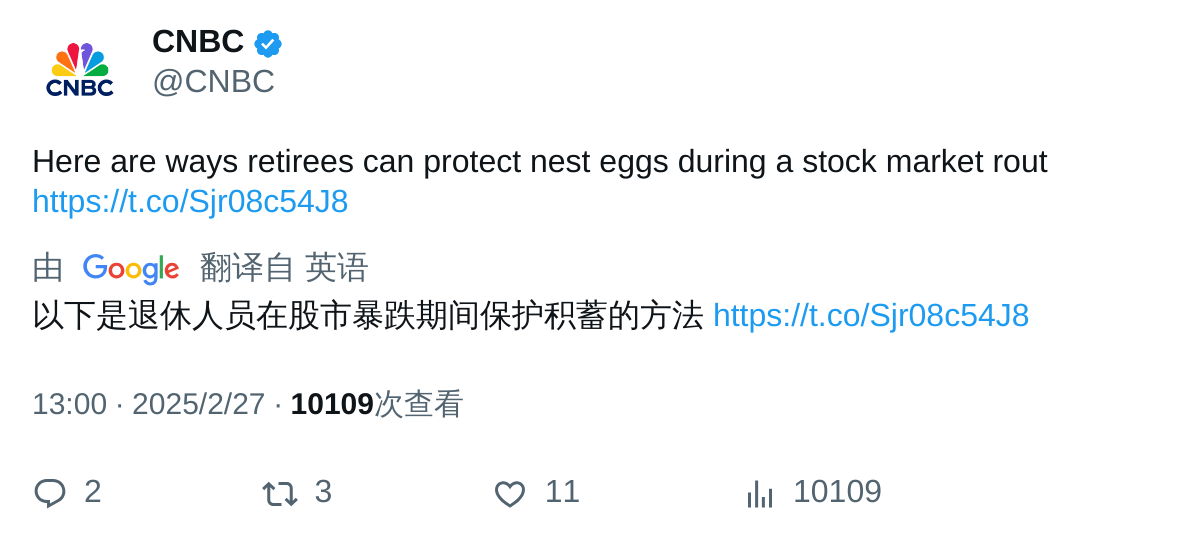 CNBC
CNBC
@CNBC
Here are ways retirees can protect nest eggs during a stock market rout
https://t.co/Sjr08c54J8
由 Google 翻译自 英语
以下是退休人员在股市暴跌期间保护积蓄的方法 https://t.co/Sjr08c54J8
13:00 · 2025/2/27 · 10109次查看
2 3 11 10109